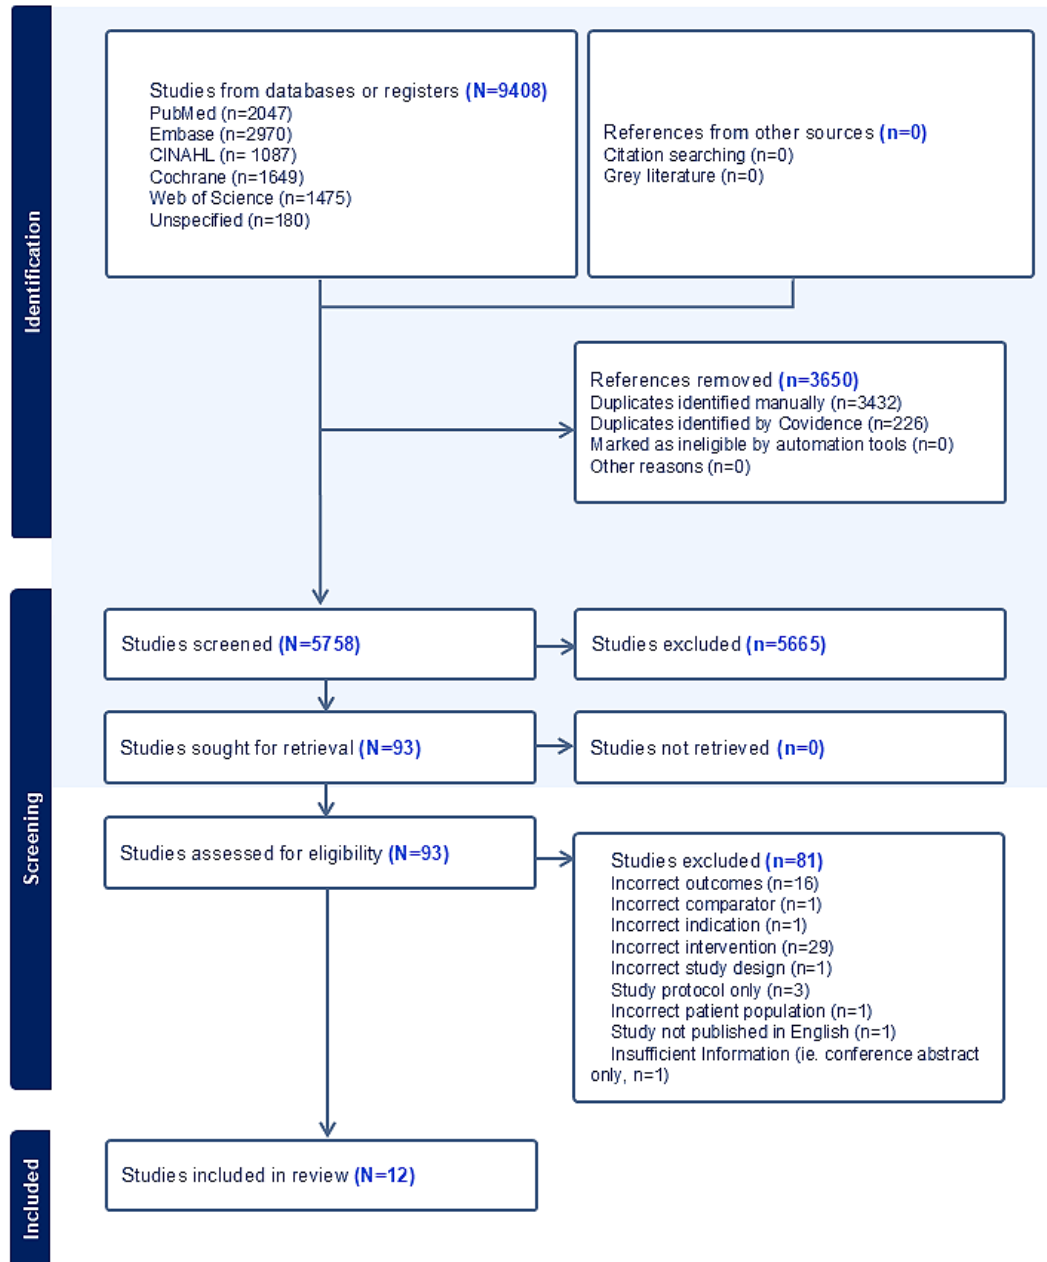 Identification
Studies from databases or registers (N=9408)
PubMed (n=2047)
Embase (n=2970)
CINAHL (n= 1087)
Cochrane (n=1649)
Web of Science (n=1475)
Unspecified (n=180)
References from other sources (n=0)
Citation searching (n=0)
Grey literature (n=0)
References removed (n=3650)
Duplicates identified manually (n=3432)
Duplicates identified by Covidence (n=226)
Marked as ineligible by automation tools (n=0)
Other reasons (n=0)
Screening
Studies screened (N=5758)
Studies excluded (n=5665)
Studies sought for retrieval (N=93)
Studies not retrieved (n=0)
Studies assessed for eligibility (N=93)
Studies excluded (n=81)
Incorrect outcomes (n=16)
Incorrect comparator (n=1)
Incorrect indication (n=1)
Incorrect intervention (n=29)
Incorrect study design (n=1)
Study protocol only (n=3)
Incorrect patient population (n=1)
Study not published in English (n=1)
Insufficient Information (ie. conference abstract
only, n=1)
Included
Studies included in review (N=12)